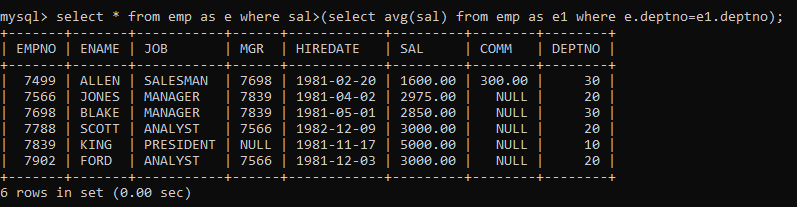 mysql> select * from emp as e where sal>(select avg(sal) from emp as e1 where e.deptno=e1.deptno);
+-------+-------+-----------+------+------------+---------+--------+--------+
| EMPNO | ENAME | JOB       | MGR  | HIREDATE   | SAL     | COMM   | DEPTNO |
+-------+-------+-----------+------+------------+---------+--------+--------+
|  7499 | ALLEN | SALESMAN  | 7698 | 1981-02-20 | 1600.00 | 300.00 |     30 |
|  7566 | JONES | MANAGER   | 7839 | 1981-04-02 | 2975.00 |   NULL |     20 |
|  7698 | BLAKE | MANAGER   | 7839 | 1981-05-01 | 2850.00 |   NULL |     30 |
|  7788 | SCOTT | ANALYST   | 7566 | 1982-12-09 | 3000.00 |   NULL |     20 |
|  7839 | KING  | PRESIDENT | NULL | 1981-11-17 | 5000.00 |   NULL |     10 |
|  7902 | FORD  | ANALYST   | 7566 | 1981-12-03 | 3000.00 |   NULL |     20 |
+-------+-------+-----------+------+------------+---------+--------+--------+
6 rows in set (0.00 sec)